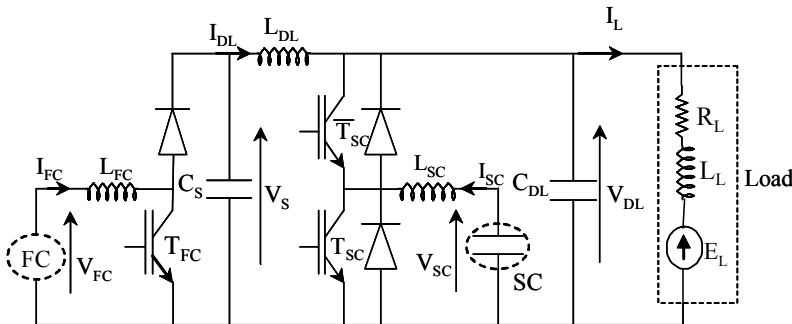 I_DL L_DL I_L
T̅_SC R_L
I_FC L_FC C_S V_S L_SC I_SC C_DL V_DL L_L Load
FC V_FC T_FC T_SC V_SC SC E_L